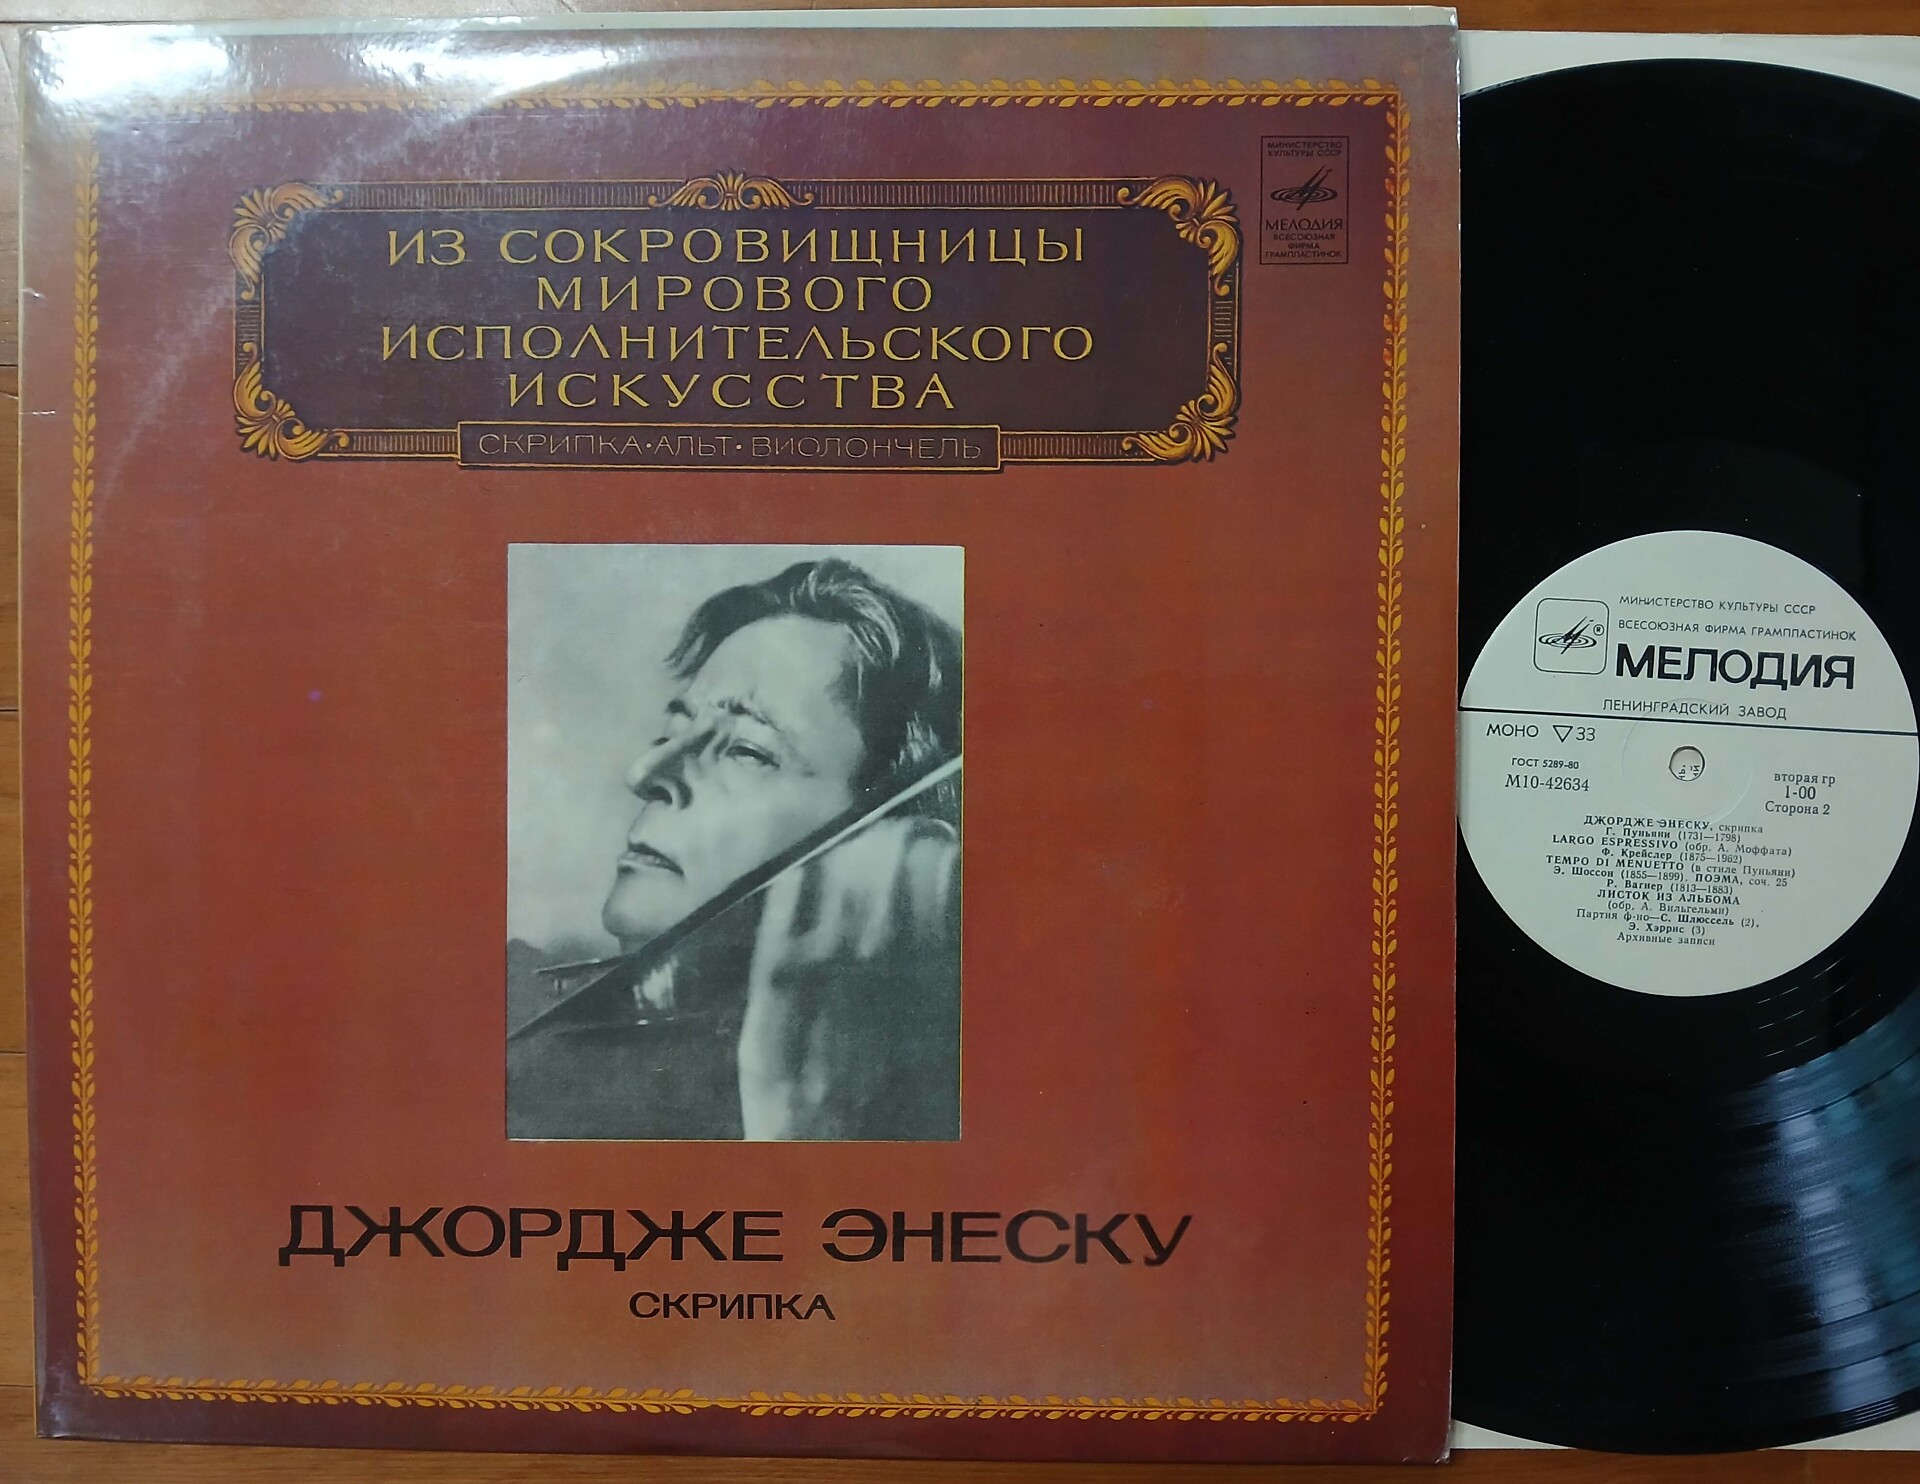 МИНИСТЕРСТВО
КУЛЬТУРЫ СССР
МЕЛОДИЯ
ВСЕСОЮЗНАЯ
ФИРМА
ГРАМПЛАСТИНОК
ИЗ СОКРОВИЩНИЦЫ
МИРОВОГО
ИСПОЛНИТЕЛЬСКОГО
ИСКУССТВА
СКРИПКА·АЛЬТ·ВИОЛОНЧЕЛЬ
ДЖОРДЖЕ ЭНЕСКУ
СКРИПКА
МИНИСТЕРСТВО КУЛЬТУРЫ СССР
ВСЕСОЮЗНАЯ ФИРМА ГРАМПЛАСТИНОК
®
МЕЛОДИЯ
ЛЕНИНГРАДСКИЙ ЗАВОД
МОНО ▽ 33
ГОСТ 5289-80
М10-42634
вторая гр
1-00
Сторона 2
ДЖОРДЖЕ ЭНЕСКУ, скрипка
Г. Пуньяни (1731—1798)
LARGO ESPRESSIVO (обр. А. Моффата)
Ф. Крейслер (1875—1962)
TEMPO DI MENUETTO (в стиле Пуньяни)
Э. Шоссон (1855—1899). ПОЭМА, соч. 25
Р. Вагнер (1813—1883)
ЛИСТОК ИЗ АЛЬБОМА
(обр. А. Вильгельми)
Партия ф-но—С. Шлюссель (2),
Э. Хэррис (3)
Архивные записи